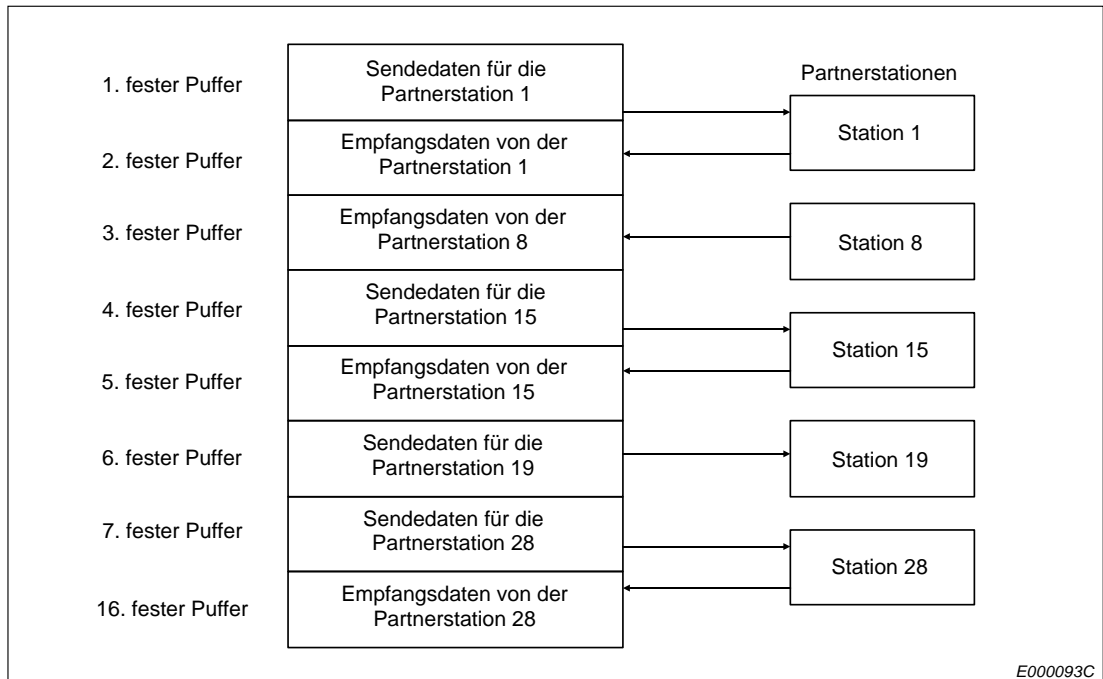 1. fester Puffer
Sendedaten für die
Partnerstation 1
Partnerstationen
Station 1
2. fester Puffer
Empfangsdaten von der
Partnerstation 1
3. fester Puffer
Empfangsdaten von der
Partnerstation 8
Station 8
4. fester Puffer
Sendedaten für die
Partnerstation 15
Station 15
5. fester Puffer
Empfangsdaten von der
Partnerstation 15
6. fester Puffer
Sendedaten für die
Partnerstation 19
Station 19
7. fester Puffer
Sendedaten für die
Partnerstation 28
Station 28
16. fester Puffer
Empfangsdaten von der
Partnerstation 28
E000093C